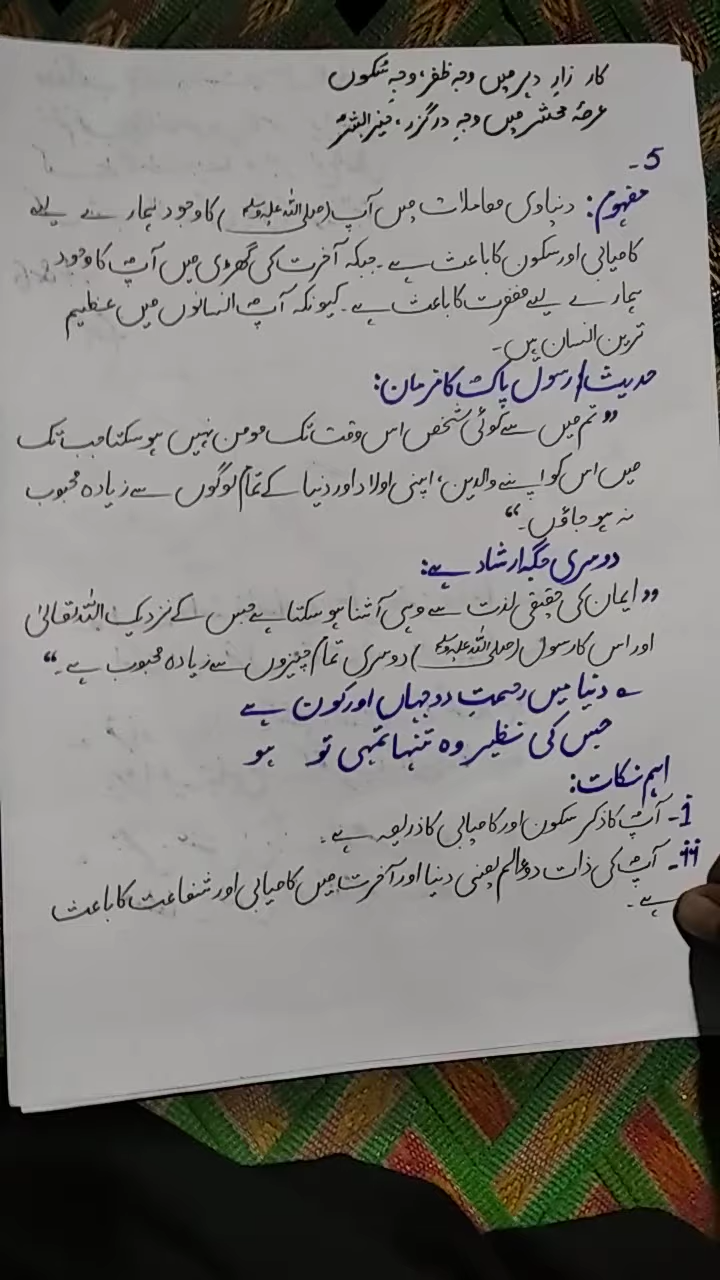 کار زارِ دہر میں وجہِ ظفر، وجہِ سکوں
عرصۂ محشر میں وجہِ درگزر، خیر البشرؐ
5-
مفہوم: دنیاوی معاملات میں آپ (صلی اللہ علیہ وسلم) کا وجود ہمارے لیے
کامیابی اور سکون کا باعث ہے۔ جبکہ آخرت کی گھڑی میں آپؐ کا وجود
ہمارے لیے مغفرت کا باعث ہے۔ کیونکہ آپؐ انسانوں میں عظیم
ترین انسان ہیں۔
حدیث/ رسول پاکؐ کا فرمان:
”تم میں سے کوئی شخص اس وقت تک مومن نہیں ہو سکتا جب تک
میں اس کو اپنے والدین، اپنی اولاد اور دنیا کے تمام لوگوں سے زیادہ محبوب
نہ ہو جاؤں۔“
دوسری جگہ ارشاد ہے:
”ایمان کی حقیقی لذت سے وہی آشنا ہو سکتا ہے جس کے نزدیک اللہ تعالیٰ
اور اس کا رسول (صلی اللہ علیہ وسلم) دوسری تمام چیزوں سے زیادہ محبوب ہے۔“
؎ دنیا میں رحمتِ دو جہاں اور کون ہے
جس کی نظیر وہ تنہا تمہی تو ہو
اہم نکات:
i- آپؐ کا ذکر سکون اور کامیابی کا ذریعہ ہے۔
ii- آپؐ کی ذات دو عالم یعنی دنیا اور آخرت میں کامیابی اور شفاعت کا باعث
ہے۔